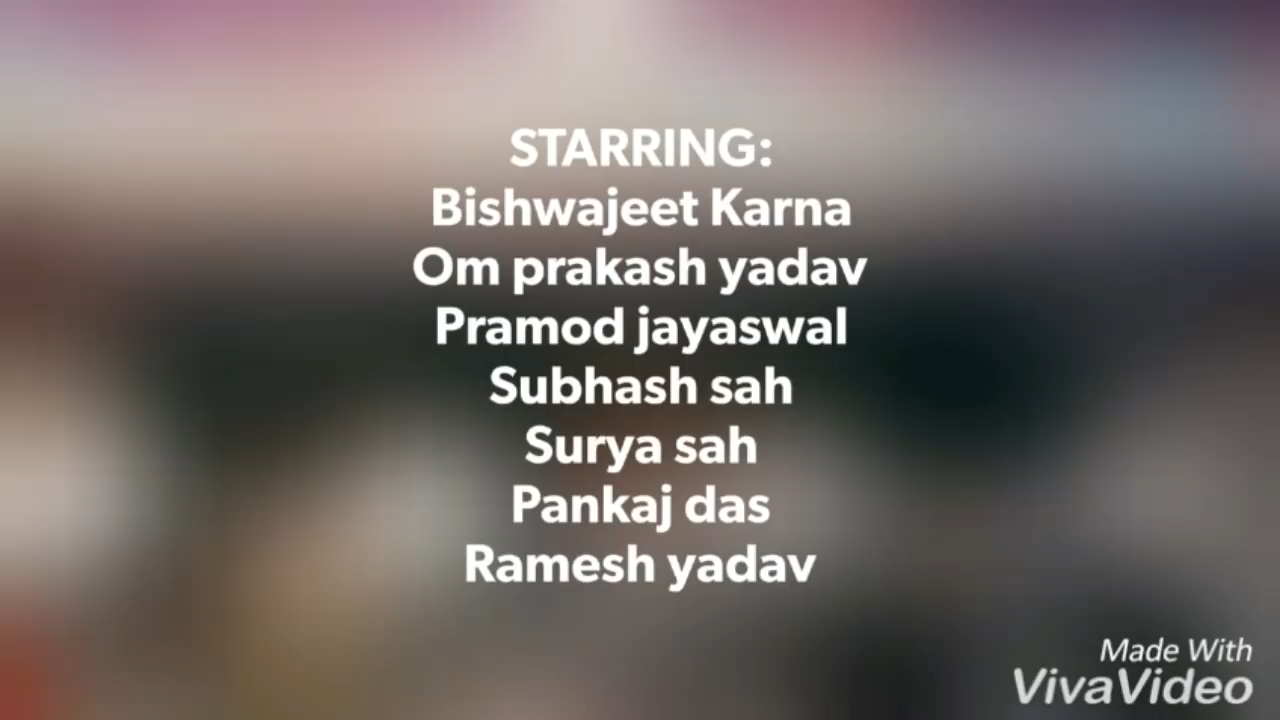 STARRING:
Bishwajeet Karna
Om prakash yadav
Pramod jayaswal
Subhash sah
Surya sah
Pankaj das
Ramesh yadav
Made With
VivaVideo